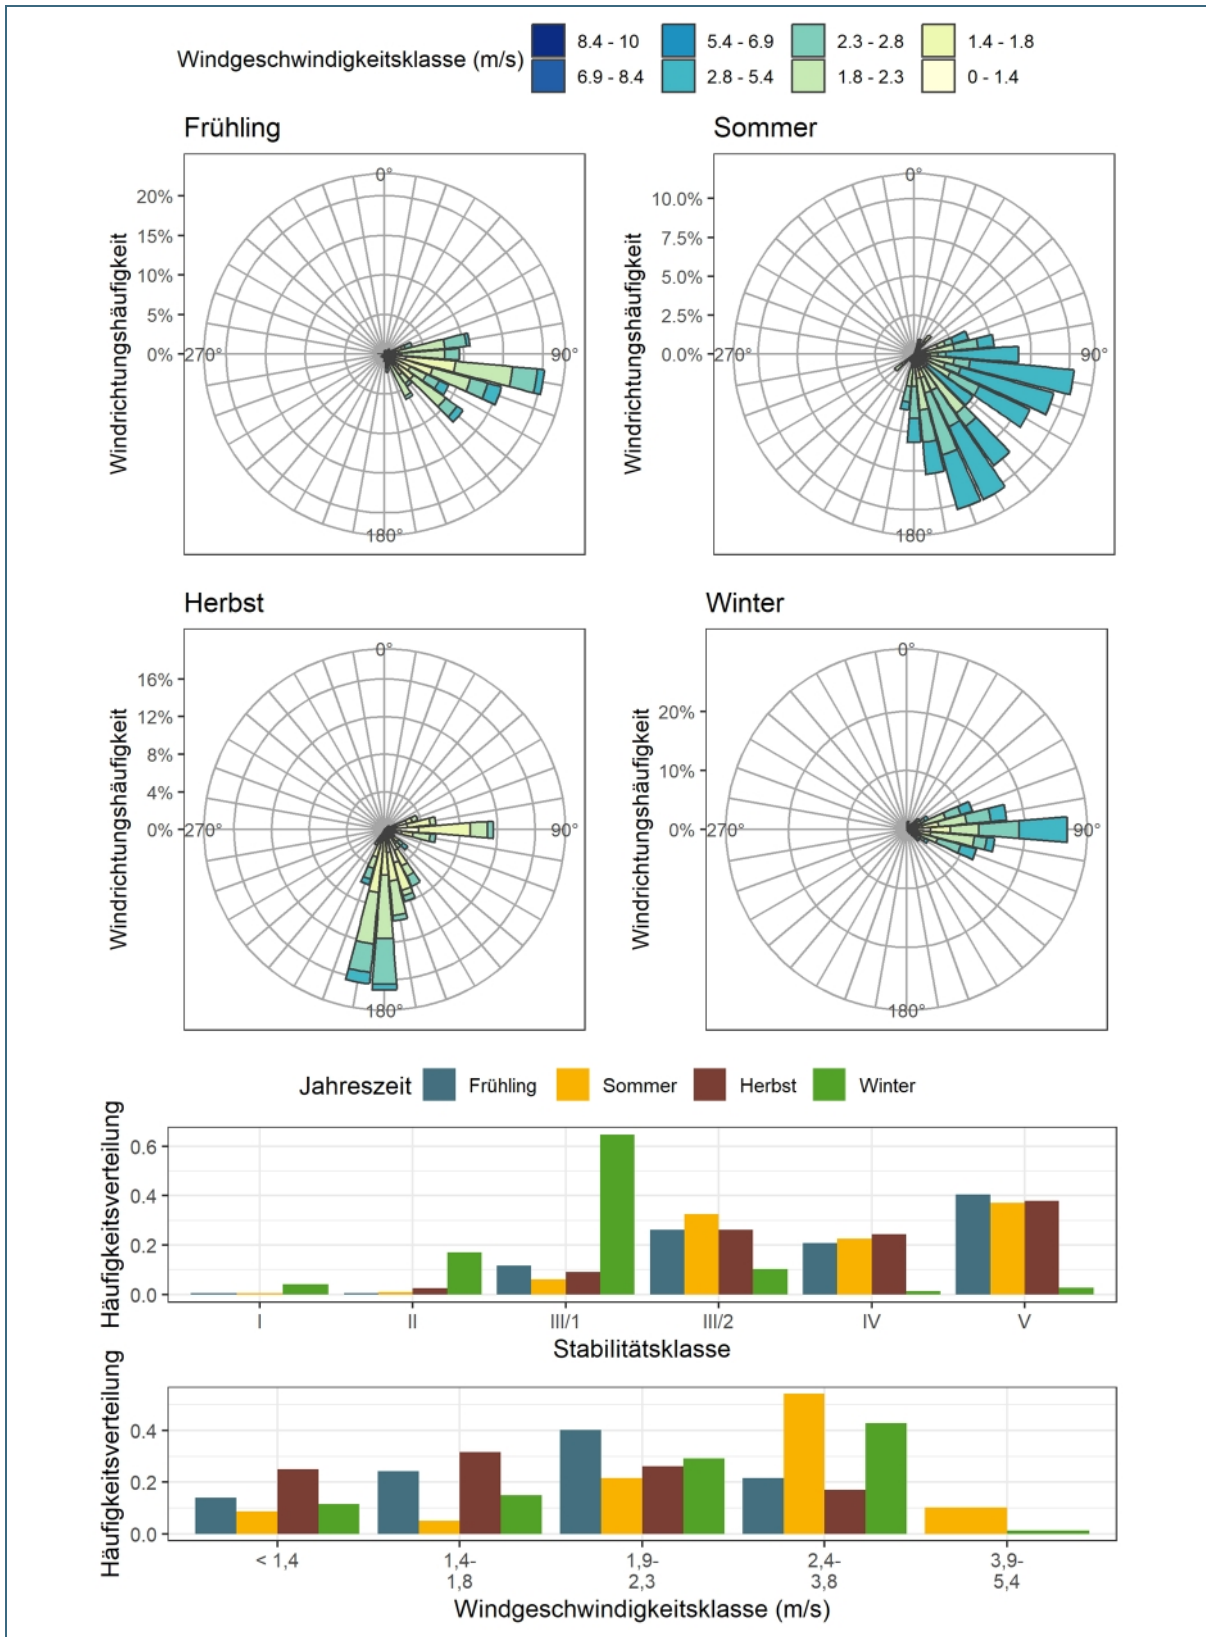 Windgeschwindigkeitsklasse (m/s)
8.4 - 10 5.4 - 6.9 2.3 - 2.8 1.4 - 1.8
6.9 - 8.4 2.8 - 5.4 1.8 - 2.3 0 - 1.4
Frühling
Windrichtungshäufigkeit
20%
15%
10%
5%
0%
0°
90°
180°
270°
Sommer
Windrichtungshäufigkeit
10.0%
7.5%
5.0%
2.5%
0.0%
0°
90°
180°
270°
Herbst
Windrichtungshäufigkeit
16%
12%
8%
4%
0%
0°
90°
180°
270°
Winter
Windrichtungshäufigkeit
20%
10%
0%
0°
90°
180°
270°
Jahreszeit Frühling Sommer Herbst Winter
Häufigkeitsverteilung
0.6
0.4
0.2
0.0
I II III/1 III/2 IV V
Stabilitätsklasse
Häufigkeitsverteilung
0.4
0.2
0.0
< 1,4 1,4- 1,9- 2,4- 3,9-
1,8 2,3 3,8 5,4
Windgeschwindigkeitsklasse (m/s)